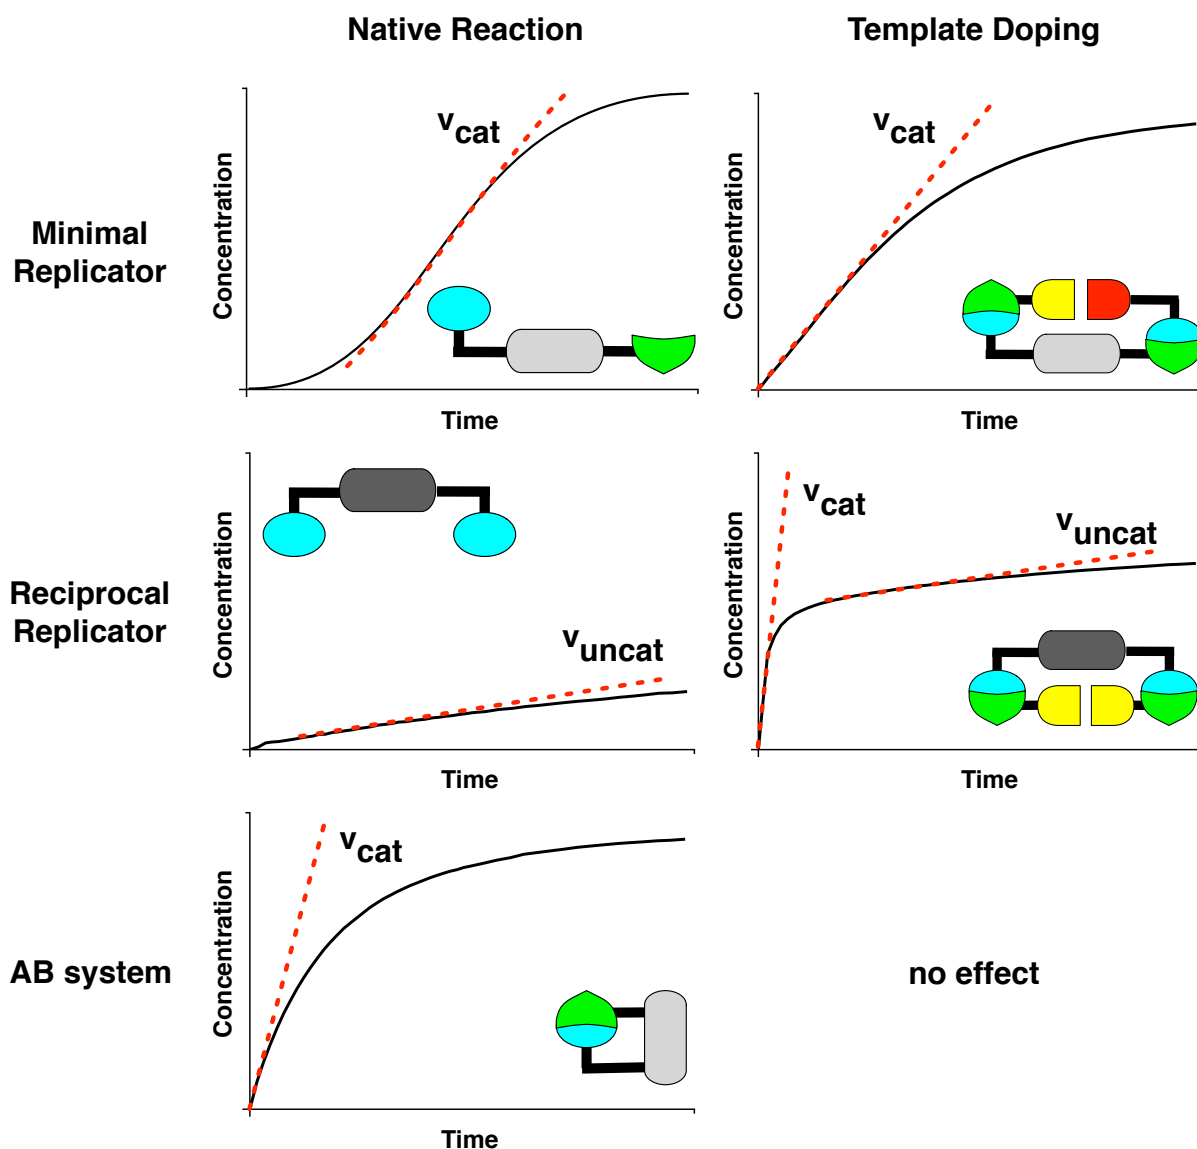 Native Reaction
Template Doping
Minimal
Replicator
Concentration
vcat
Time
Concentration
vcat
Time
Reciprocal
Replicator
Concentration
vuncat
Time
Concentration
vcat
vuncat
Time
AB system
Concentration
vcat
Time
no effect